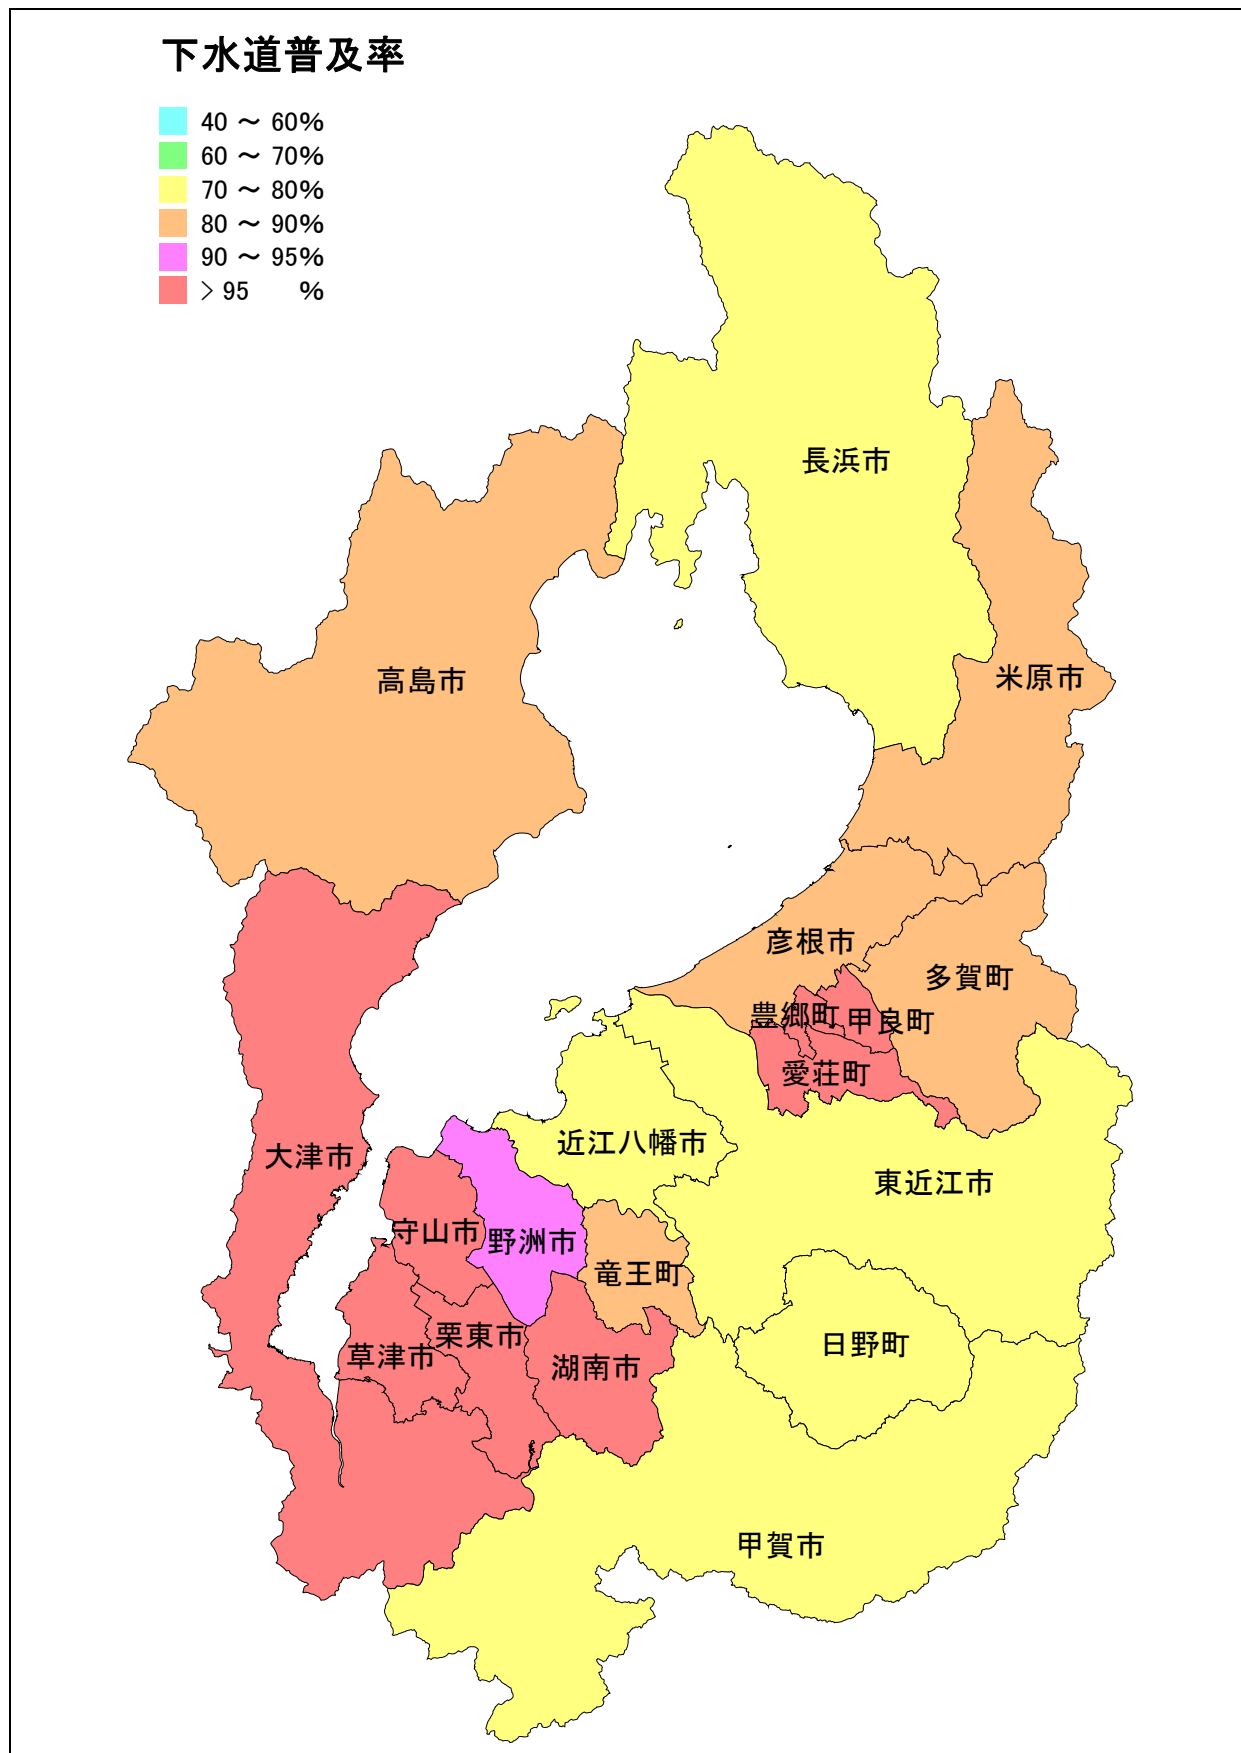 下水道普及率
40 ～ 60%
60 ～ 70%
70 ～ 80%
80 ～ 90%
90 ～ 95%
＞ 95 %
長浜市
高島市
米原市
彦根市
多賀町
豊郷町
甲良町
愛荘町
近江八幡市
大津市
東近江市
守山市
野洲市
竜王町
栗東市
日野町
草津市
湖南市
甲賀市